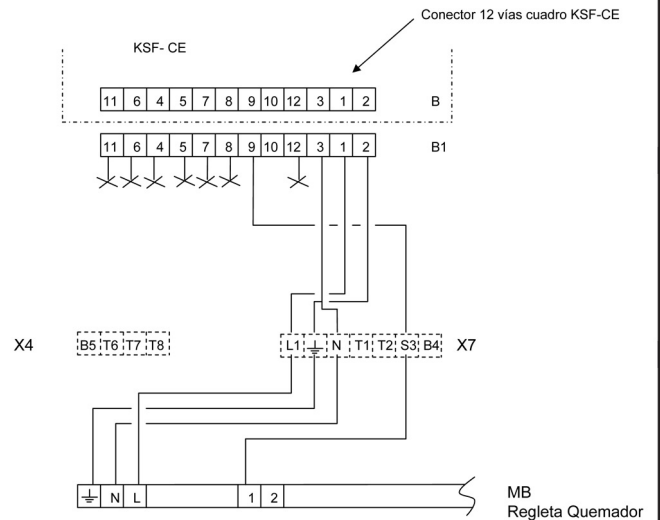 Conector 12 vías cuadro KSF-CE
KSF- CE
11 6 4 5 7 8 9 10 12 3 1 2 B
11 6 4 5 7 8 9 10 12 3 1 2 B1
X4 B5 T6 T7 T8 L1 N T1 T2 S3 B4 X7
N L 1 2 MB
Regleta Quemador